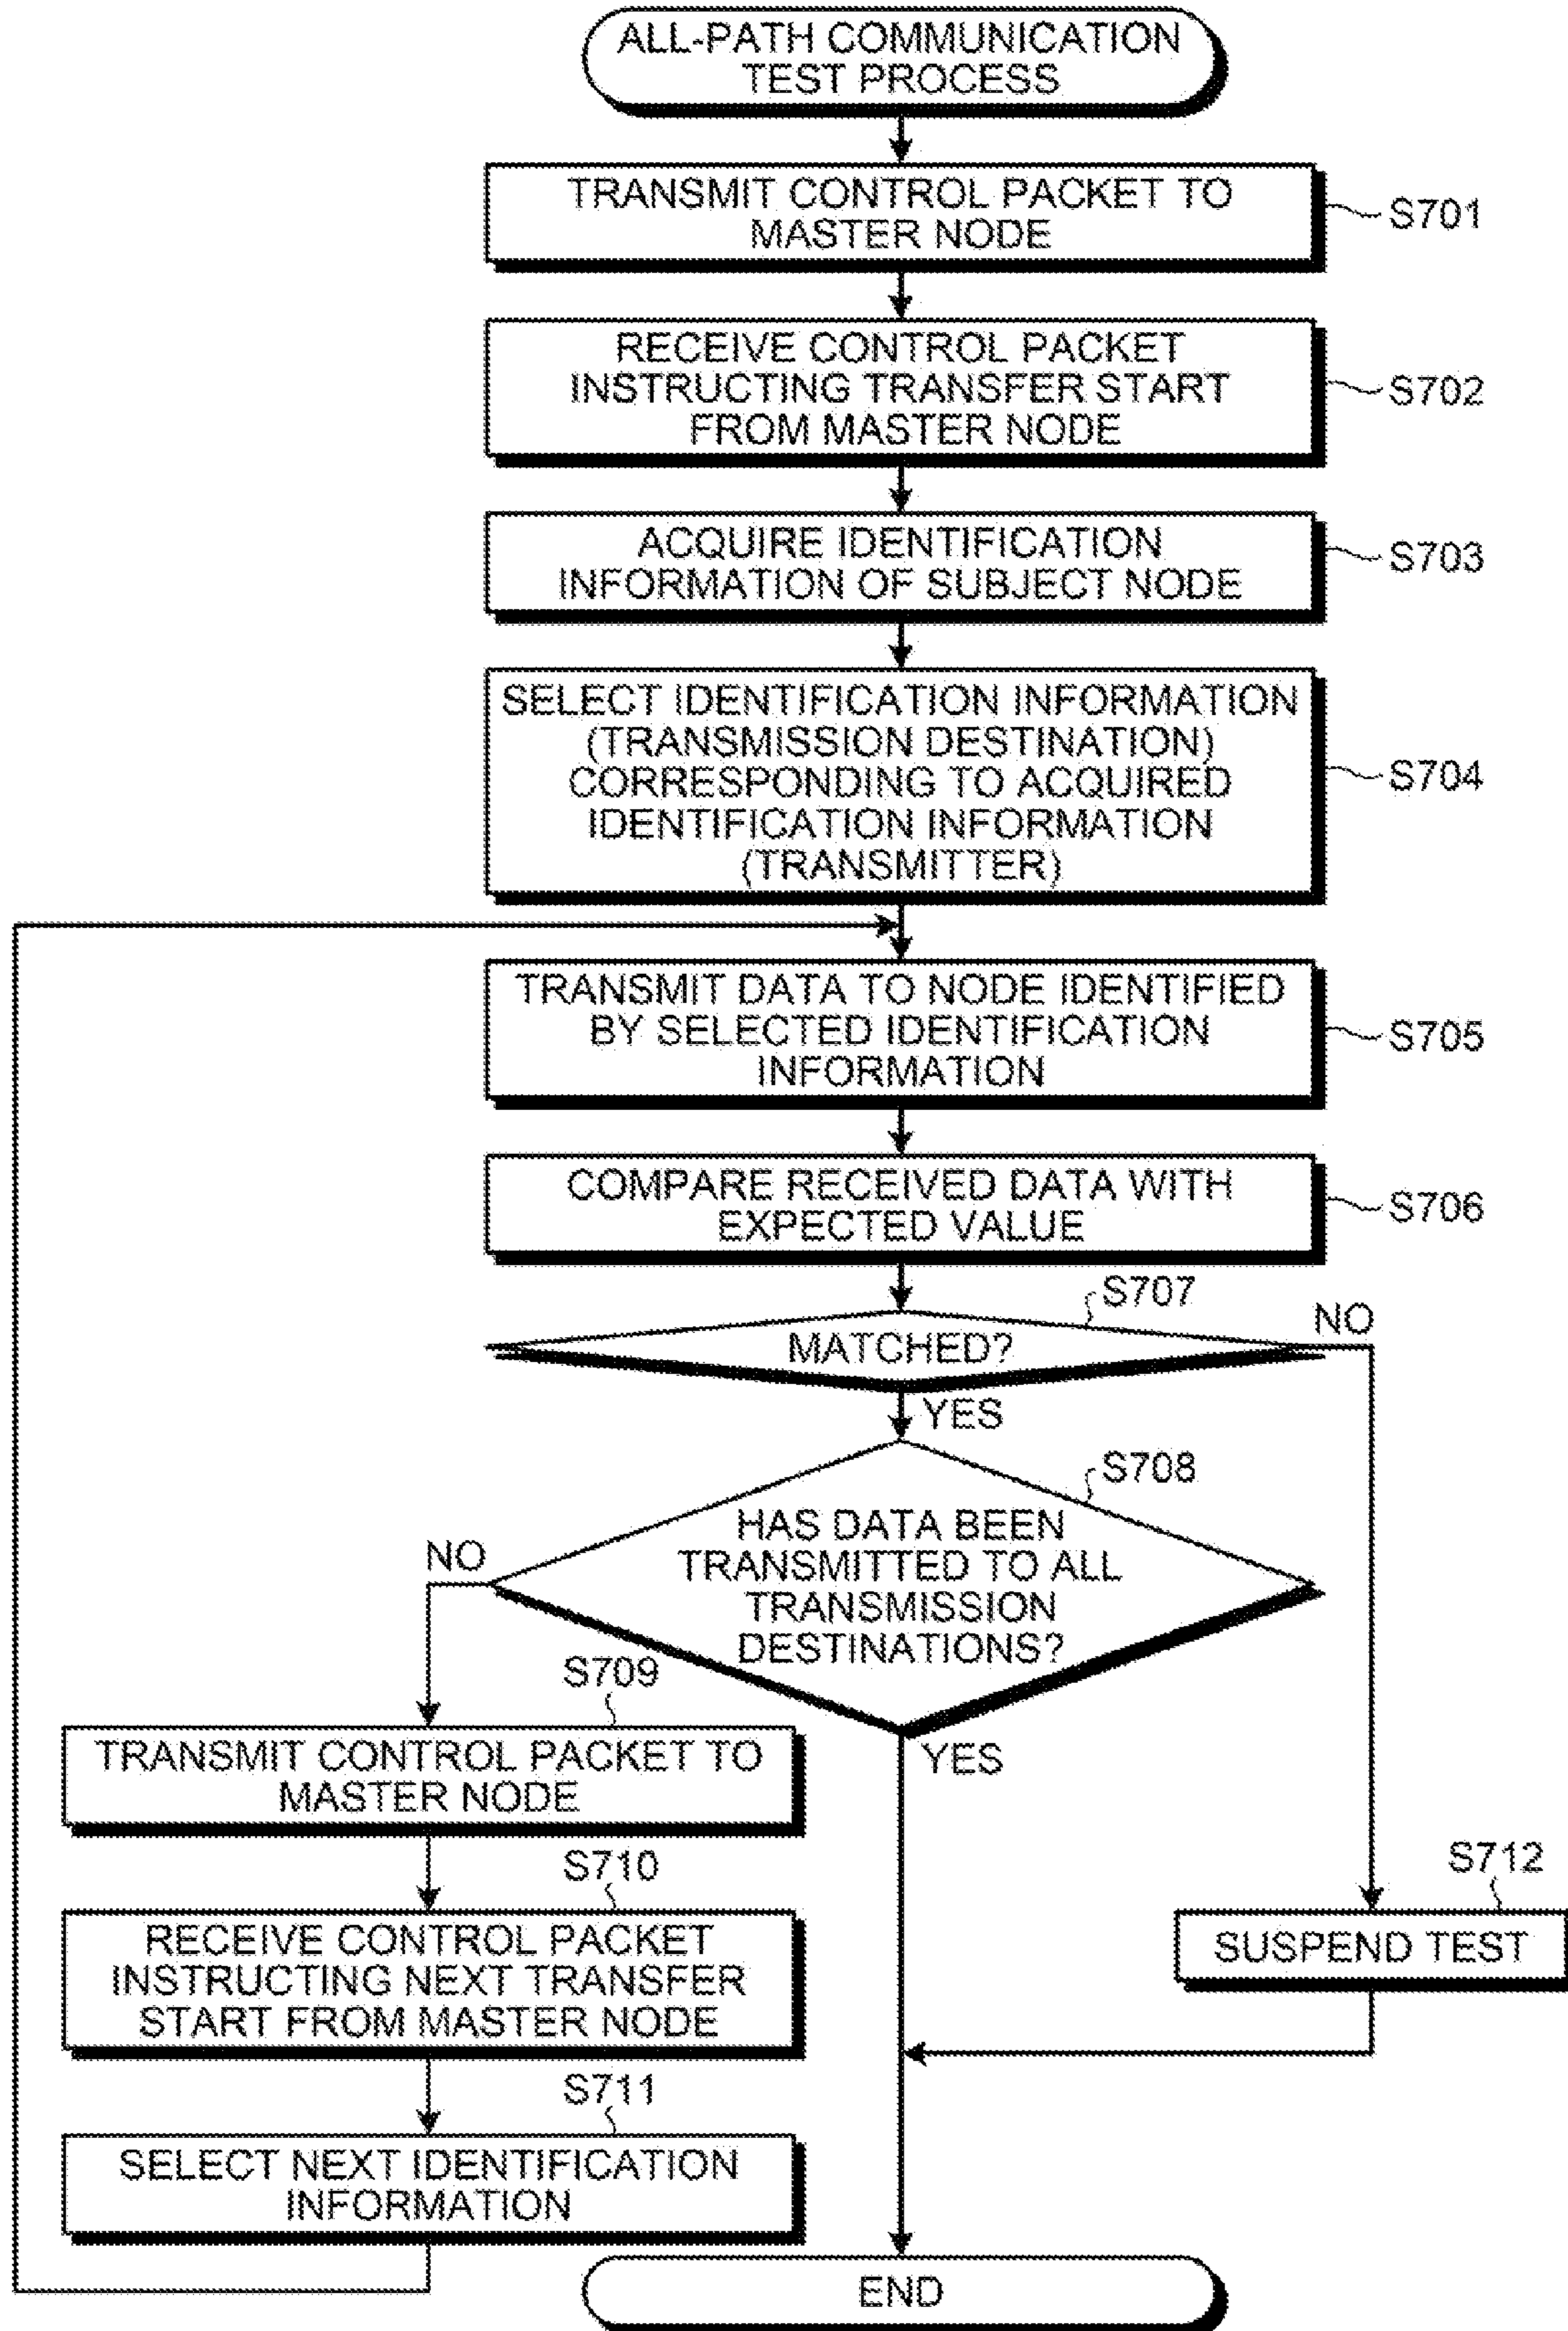 ALL-PATH COMMUNICATION
TEST PROCESS
TRANSMIT CONTROL PACKET TO
MASTER NODE
S701
RECEIVE CONTROL PACKET
INSTRUCTING TRANSFER START
FROM MASTER NODE
S702
ACQUIRE IDENTIFICATION
INFORMATION OF SUBJECT NODE
S703
SELECT IDENTIFICATION INFORMATION
(TRANSMISSION DESTINATION)
CORRESPONDING TO ACQUIRED
IDENTIFICATION INFORMATION
(TRANSMITTER)
S704
TRANSMIT DATA TO NODE IDENTIFIED
BY SELECTED IDENTIFICATION
INFORMATION
S705
COMPARE RECEIVED DATA WITH
EXPECTED VALUE
S706
S707
MATCHED?
NO
YES
S708
HAS DATA BEEN
TRANSMITTED TO ALL
TRANSMISSION
DESTINATIONS?
NO
YES
S709
TRANSMIT CONTROL PACKET TO
MASTER NODE
S710
RECEIVE CONTROL PACKET
INSTRUCTING NEXT TRANSFER
START FROM MASTER NODE
S712
SUSPEND TEST
S711
SELECT NEXT IDENTIFICATION
INFORMATION
END